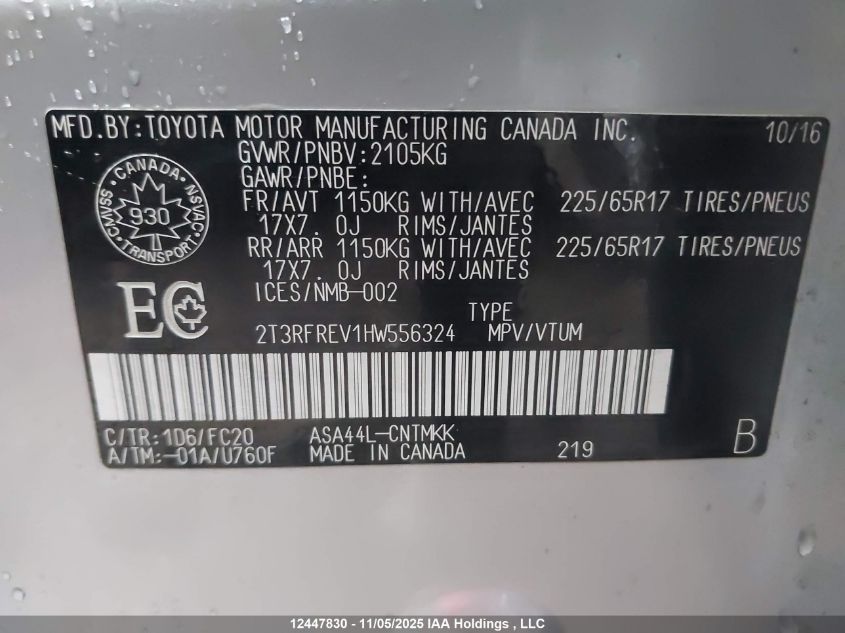 MFD.BY:TOYOTA MOTOR MANUFACTURING CANADA INC. 10/16
GVWR/PNBV:2105KG
GAWR/PNBE:
FR/AVT 1150KG WITH/AVEC 225/65R17 TIRES/PNEUS
17X7. 0J RIMS/JANTES
RR/ARR 1150KG WITH/AVEC 225/65R17 TIRES/PNEUS
17X7. 0J RIMS/JANTES
ICES/NMB-002
CANADA
CMVSS 930 NSVAC
TRANSPORT
EC
TYPE
2T3RFREV1HW556324 MPV/VTUM
C/TR:1D6/FC20 ASA44L-CNTMKK
A/TM:-01A/U760F MADE IN CANADA 219 B
12447830 - 11/05/2025 IAA Holdings , LLC